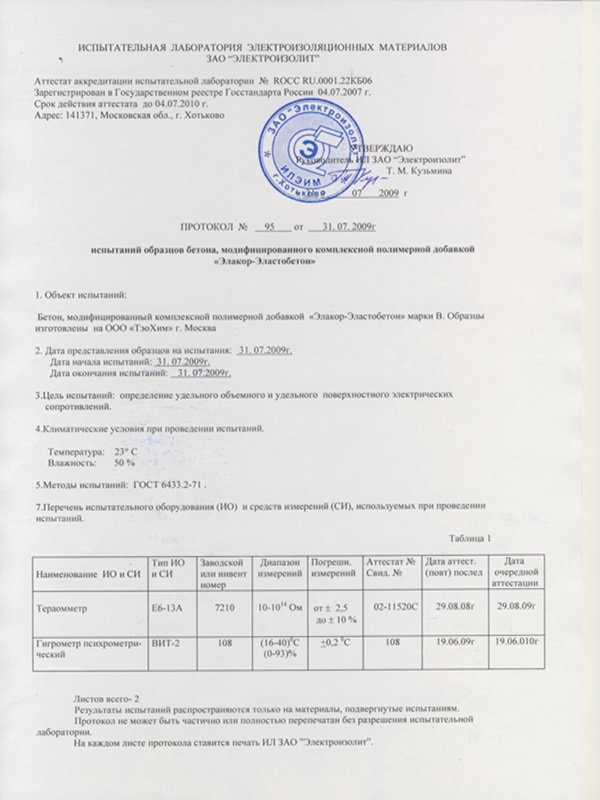 ИСПЫТАТЕЛЬНАЯ ЛАБОРАТОРИЯ ЭЛЕКТРОИЗОЛЯЦИОННЫХ МАТЕРИАЛОВ
ЗАО "ЭЛЕКТРОИЗОЛИТ"
Аттестат аккредитации испытательной лаборатории № РОСС RU.0001.22КБ06
Зарегистрирован в Государственном реестре Госстандарта России 04.07.2007 г.
Срок действия аттестата до 04.07.2010 г.
Адрес: 141371, Московская обл., г. Хотьково
ЗАО "Электроизолит"
Э
ИЛЭИМ
г.Хотьково
УТВЕРЖДАЮ
Руководитель ИЛ ЗАО "Электроизолит"
Т. М. Кузьмина
07 2009 г
ПРОТОКОЛ № 95 от 31. 07. 2009г
испытаний образцов бетона, модифицированного комплексной полимерной добавкой
«Элакор-Эластобетон»
1. Объект испытаний:
Бетон, модифицированный комплексной полимерной добавкой «Элакор-Эластобетон» марки В. Образцы
изготовлены на ООО «ТэоХим» г. Москва
2. Дата представления образцов на испытания: 31. 07.2009г.
Дата начала испытаний: 31. 07.2009г.
Дата окончания испытаний: 31. 07.2009г.
3.Цель испытаний: определение удельного объемного и удельного поверхностного электрических
сопротивлений.
4.Климатические условия при проведении испытаний.
Температура: 23° С
Влажность: 50 %
5.Методы испытаний: ГОСТ 6433.2-71 .
7.Перечень испытательного оборудования (ИО) и средств измерений (СИ), используемых при проведении
испытаний.
Таблица 1
Наименование ИО и СИ Тип ИО и СИ Заводской или инвент номер Диапазон измерений Погрешн. измерений Аттестат № Свид. № Дата аттест. (повт) послед Дата очередной аттестации
Тераомметр Е6-13А 7210 10-10¹⁴ Ом от ± 2,5 до ± 10 % 02-11520С 29.08.08г 29.08.09г
Гигрометр психрометри-ческий ВИТ-2 108 (16-40)⁰С (0-93)% ±0,2 ⁰С 108 19.06.09г 19.06.010г
Листов всего- 2
Результаты испытаний распространяются только на материалы, подвергнутые испытаниям.
Протокол не может быть частично или полностью перепечатан без разрешения испытательной
лаборатории.
На каждом листе протокола ставится печать ИЛ ЗАО "Электроизолит".